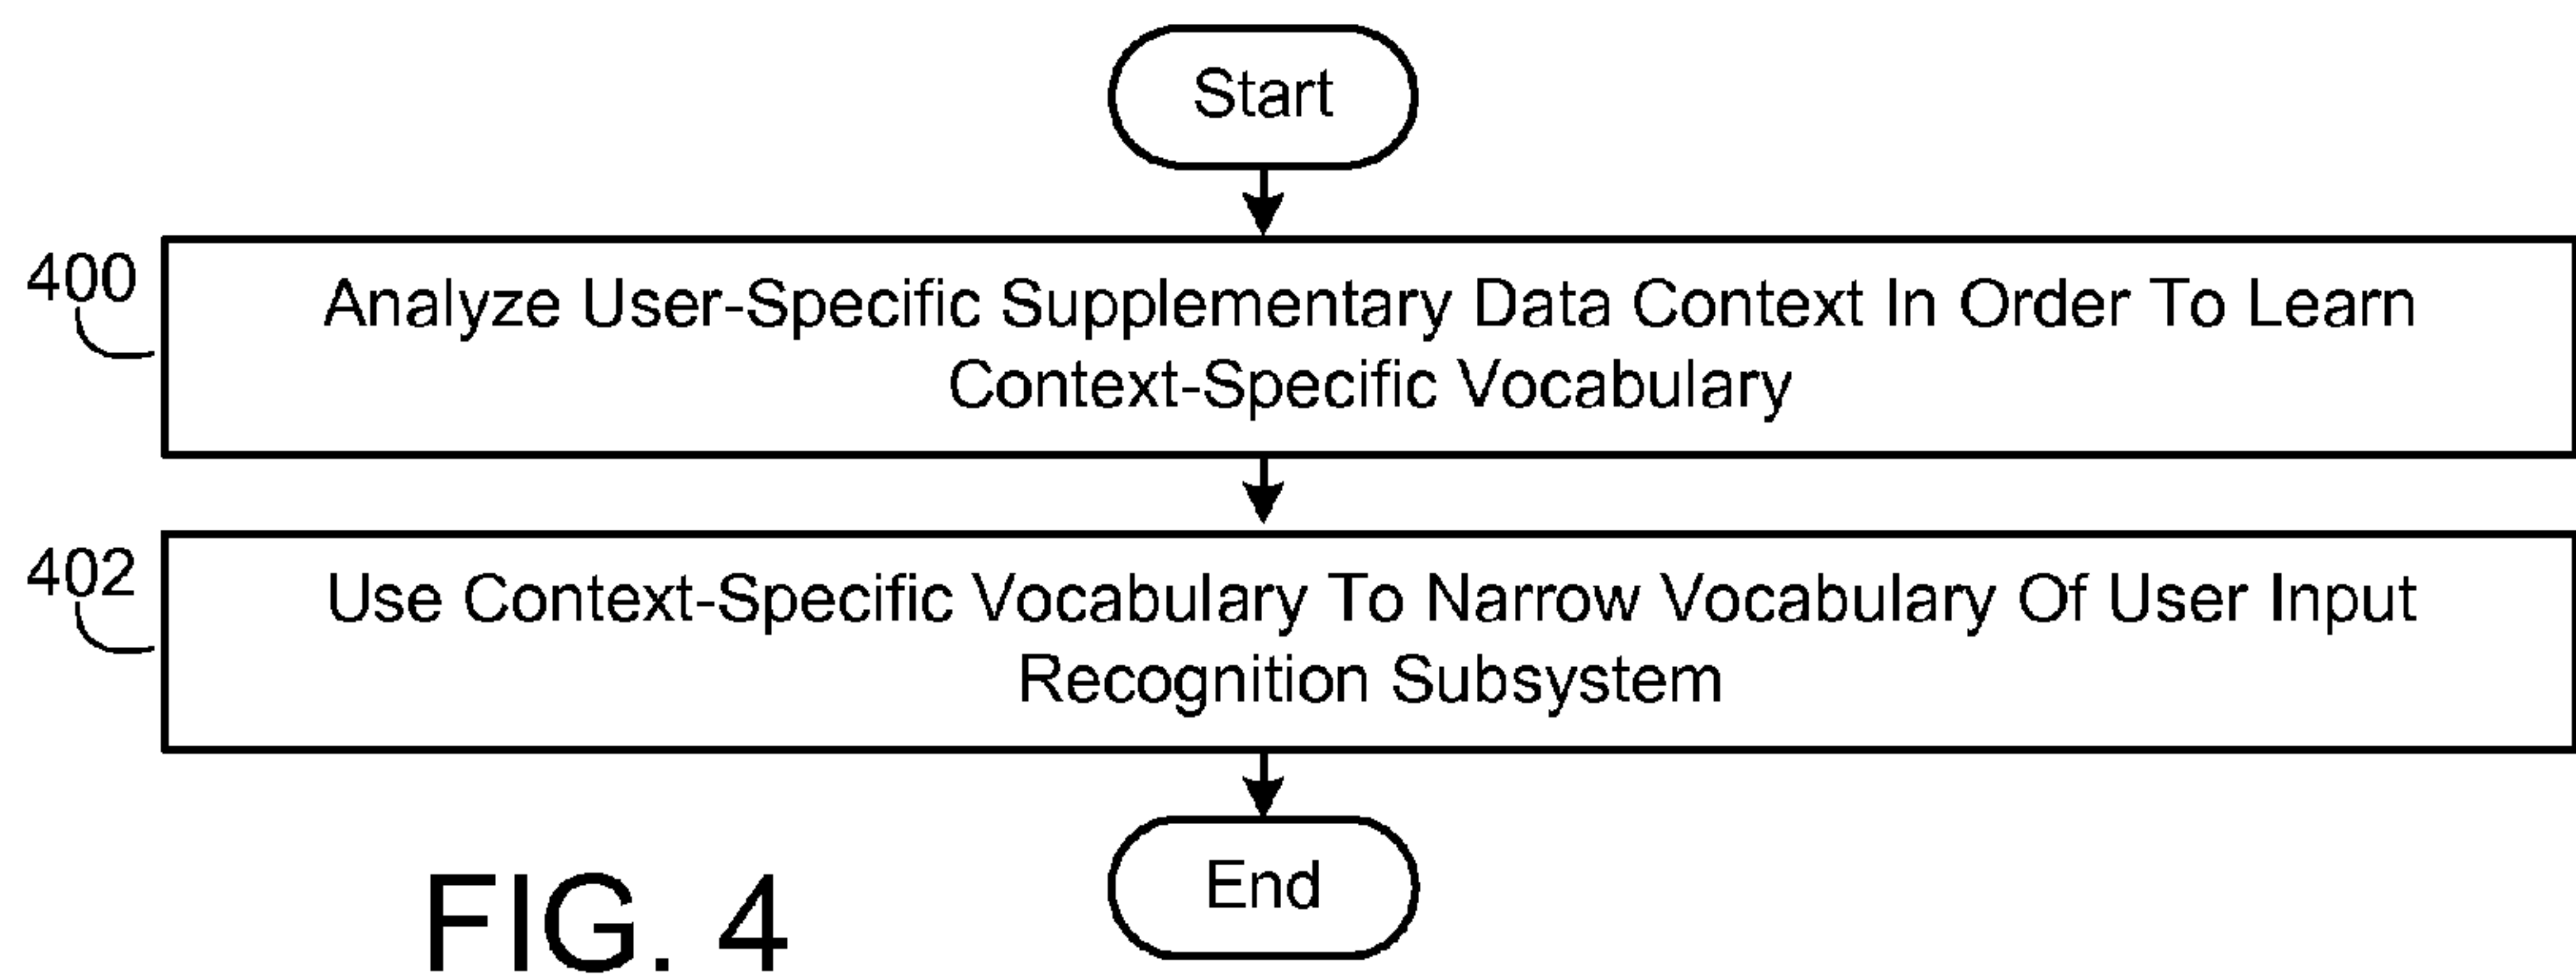 Start
400
Analyze User-Specific Supplementary Data Context In Order To Learn
Context-Specific Vocabulary
402
Use Context-Specific Vocabulary To Narrow Vocabulary Of User Input
Recognition Subsystem
End
FIG. 4